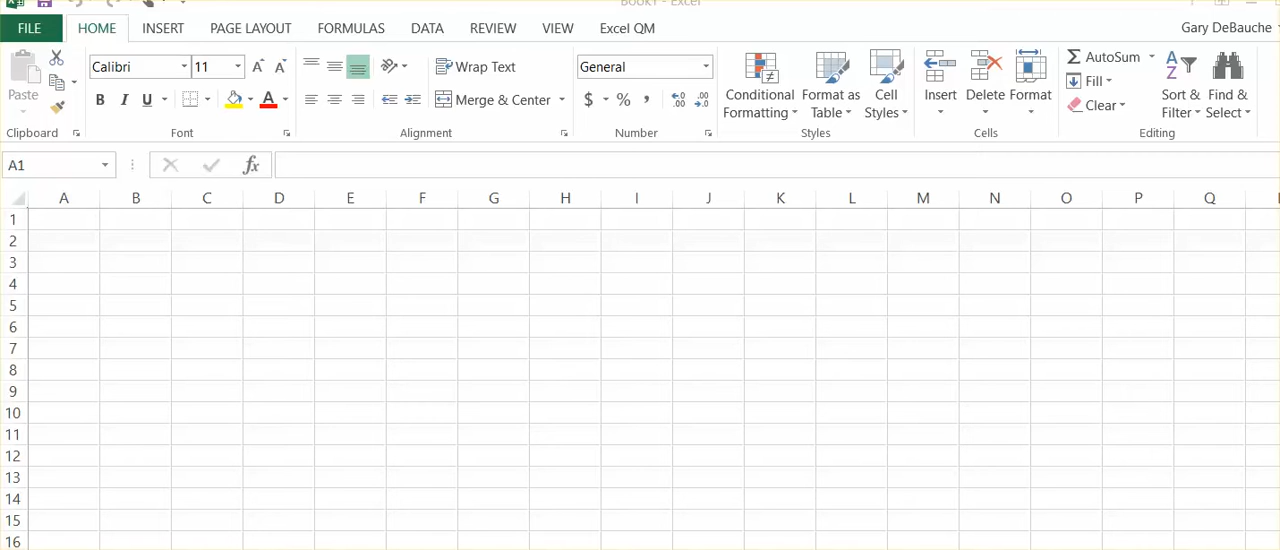 Book1 - Excel
FILE HOME INSERT PAGE LAYOUT FORMULAS DATA REVIEW VIEW Excel QM Gary DeBauche
Calibri 11 Wrap Text General AutoSum
Paste Conditional Formatting Format as Table Cell Styles Insert Delete Format Fill Sort & Filter Find & Select
B I U A Merge & Center $ % , Clear
Clipboard Font Alignment Number Styles Cells Editing
A1 fx
A B C D E F G H I J K L M N O P Q
1
2
3
4
5
6
7
8
9
10
11
12
13
14
15
16